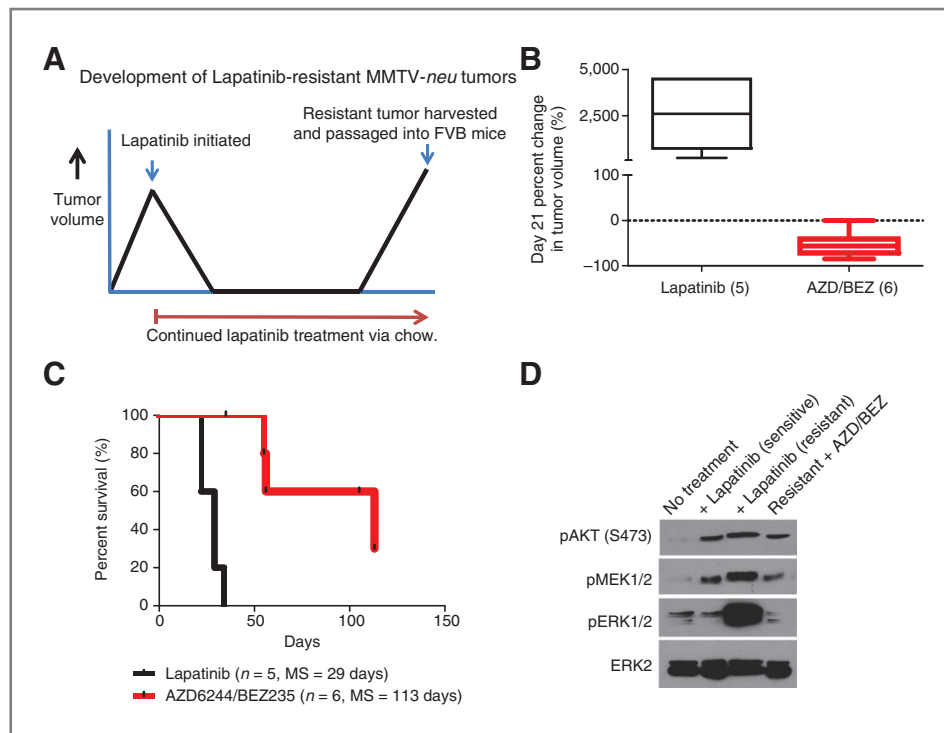 A
Development of Lapatinib-resistant MMTV-neu tumors
Lapatinib initiated
Resistant tumor harvested
and passaged into FVB mice
Tumor
volume
Continued lapatinib treatment via chow.
B
Day 21 percent change
in tumor volume (%)
5,000
2,500
100
0
−100
Lapatinib (5)
AZD/BEZ (6)
C
Percent survival (%)
100
80
60
40
20
0
0
50
100
150
Days
Lapatinib (n = 5, MS = 29 days)
AZD6244/BEZ235 (n = 6, MS = 113 days)
D
No treatment
+ Lapatinib (sensitive)
+ Lapatinib (resistant)
Resistant + AZD/BEZ
pAKT (S473)
pMEK1/2
pERK1/2
ERK2